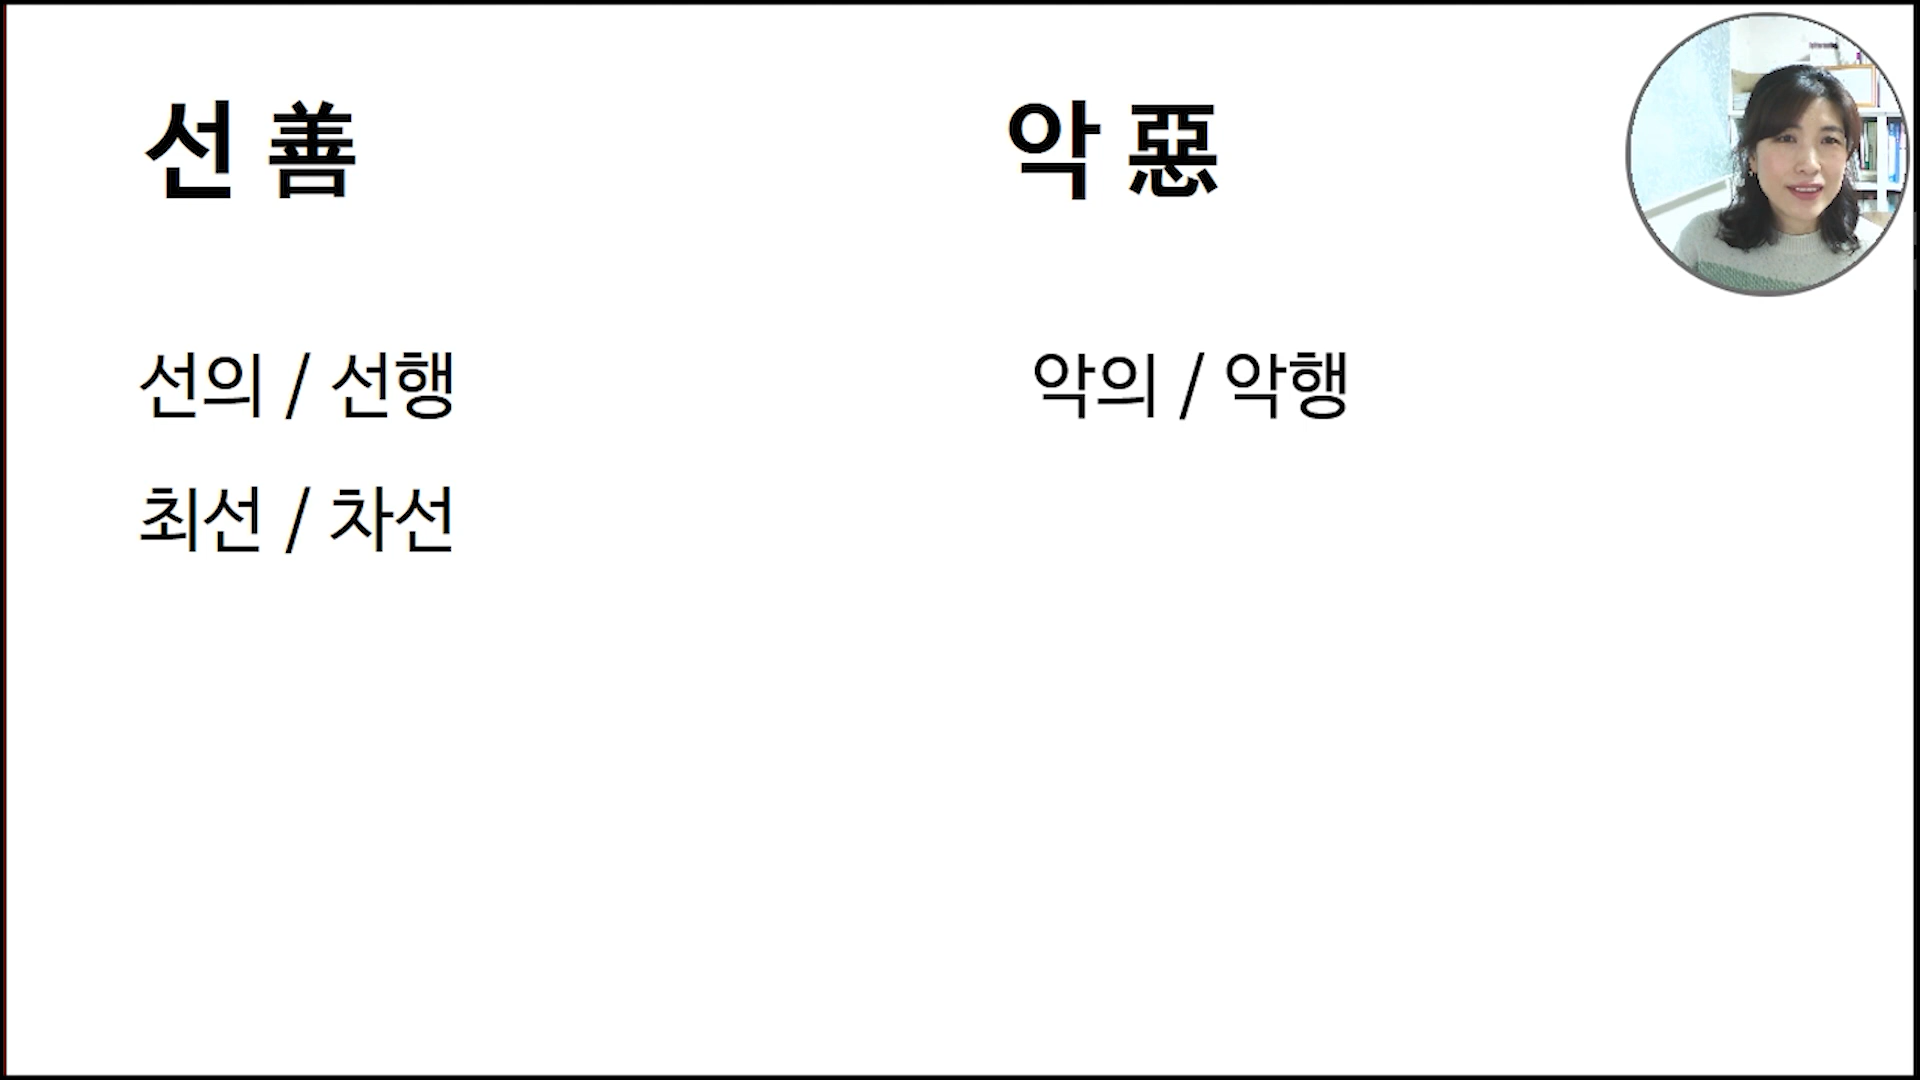 선 善 악 惡
선의 / 선행 악의 / 악행
최선 / 차선